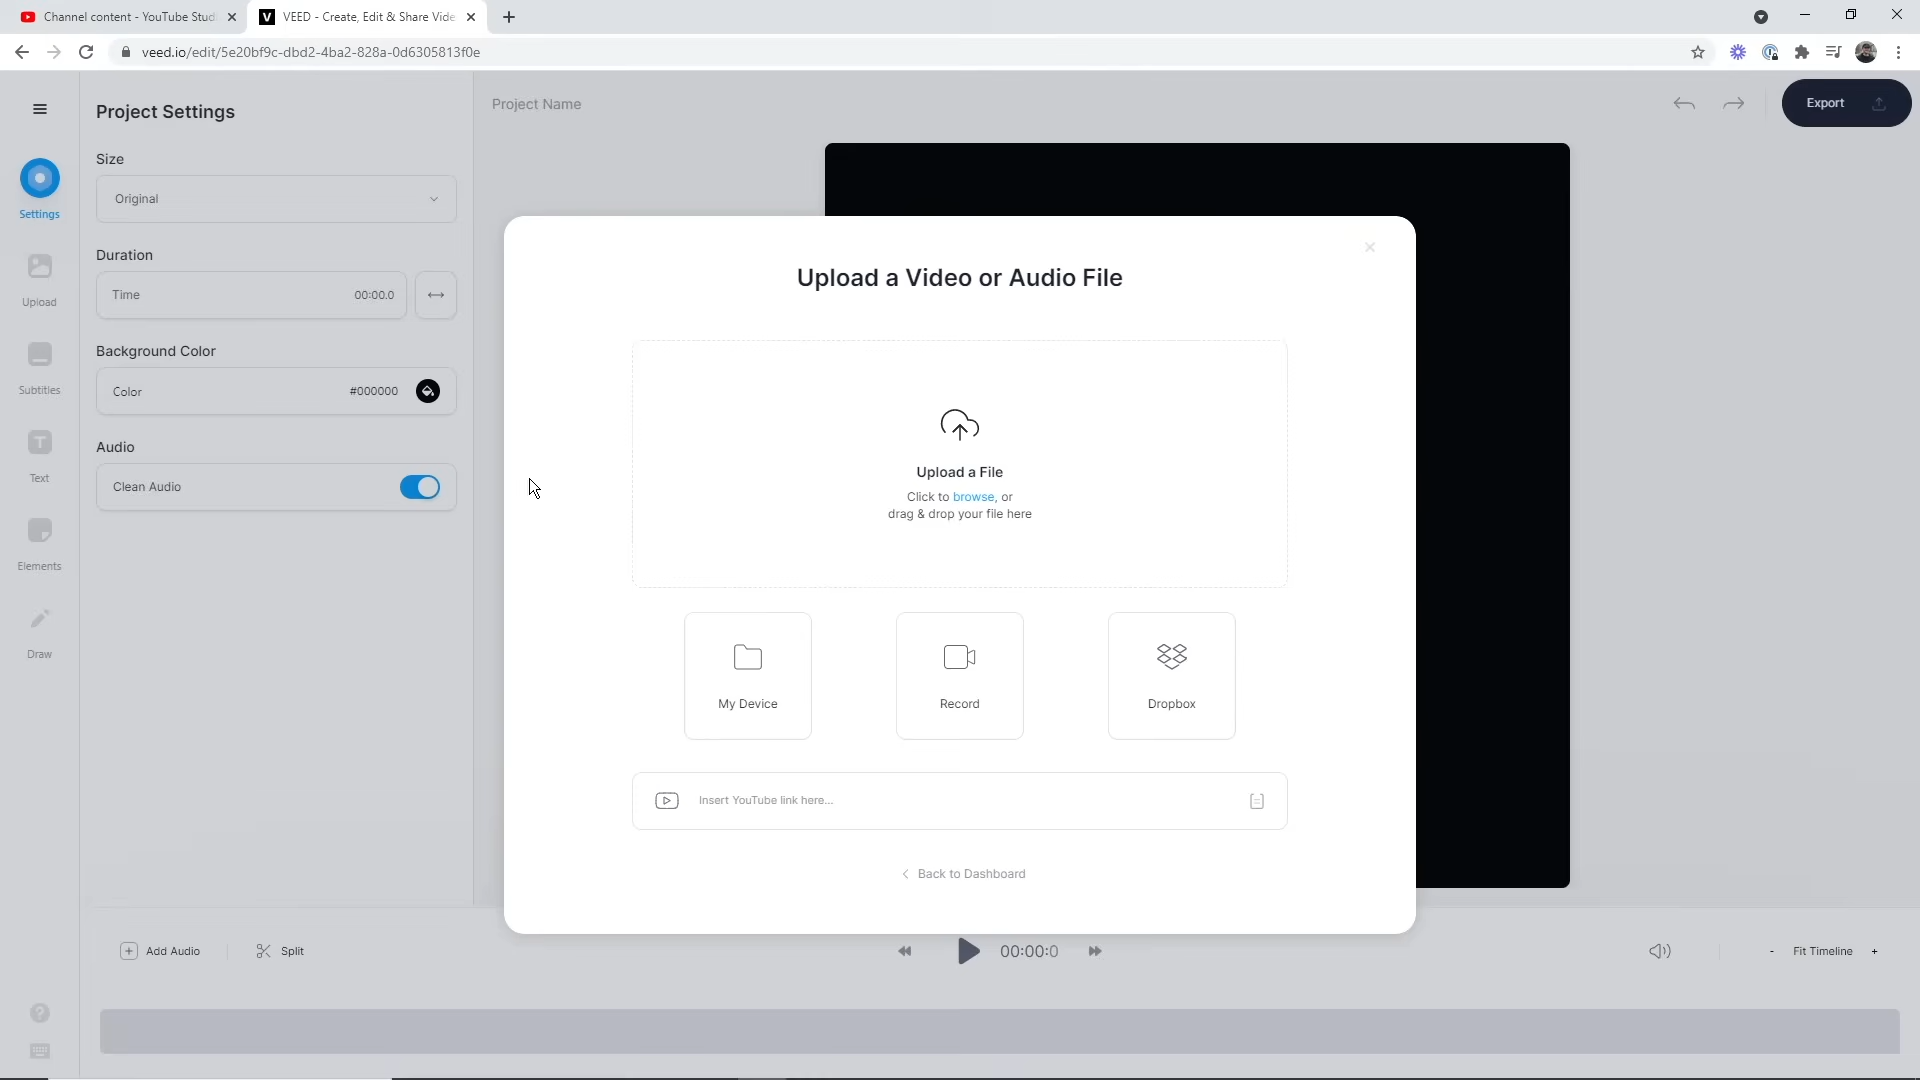 Channel content - YouTube Stud
VEED - Create, Edit & Share Vide
veed.io/edit/5e20bf9c-dbd2-4ba2-828a-0d6305813f0e
Project Settings
Project Name
Export
Size
Original
Settings
Duration
Time 00:00.0
Upload
Background Color
Color #000000
Subtitles
Audio
Clean Audio
Text
Elements
Draw
Upload a Video or Audio File
Upload a File
Click to browse, or
drag & drop your file here
My Device
Record
Dropbox
Insert YouTube link here...
Back to Dashboard
Add Audio
Split
00:00:0
- Fit Timeline +